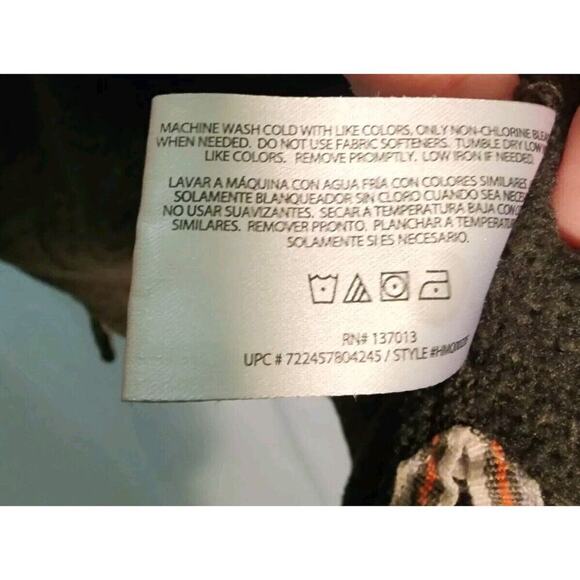 MACHINE WASH COLD WITH LIKE COLORS, ONLY NON-CHLORINE
WHEN NEEDED. DO NOT USE FABRIC SOFTENERS. TUMBLE DRY LOW
LIKE COLORS. REMOVE PROMPTLY. LOW IRON IF NEEDED.
LAVAR A MÁQUINA CON AGUA FRÍA CON COLORES SIMILARES
SOLAMENTE BLANQUEADOR SIN CLORO CUANDO SEA
NO USAR SUAVIZANTES. SECAR A TEMPERATURA BAJA CON
SIMILARES. REMOVER PRONTO. PLANCHAR A
SOLAMENTE SI ES NECESARIO.
RN# 137013
UPC # 722457804245 / STYLE